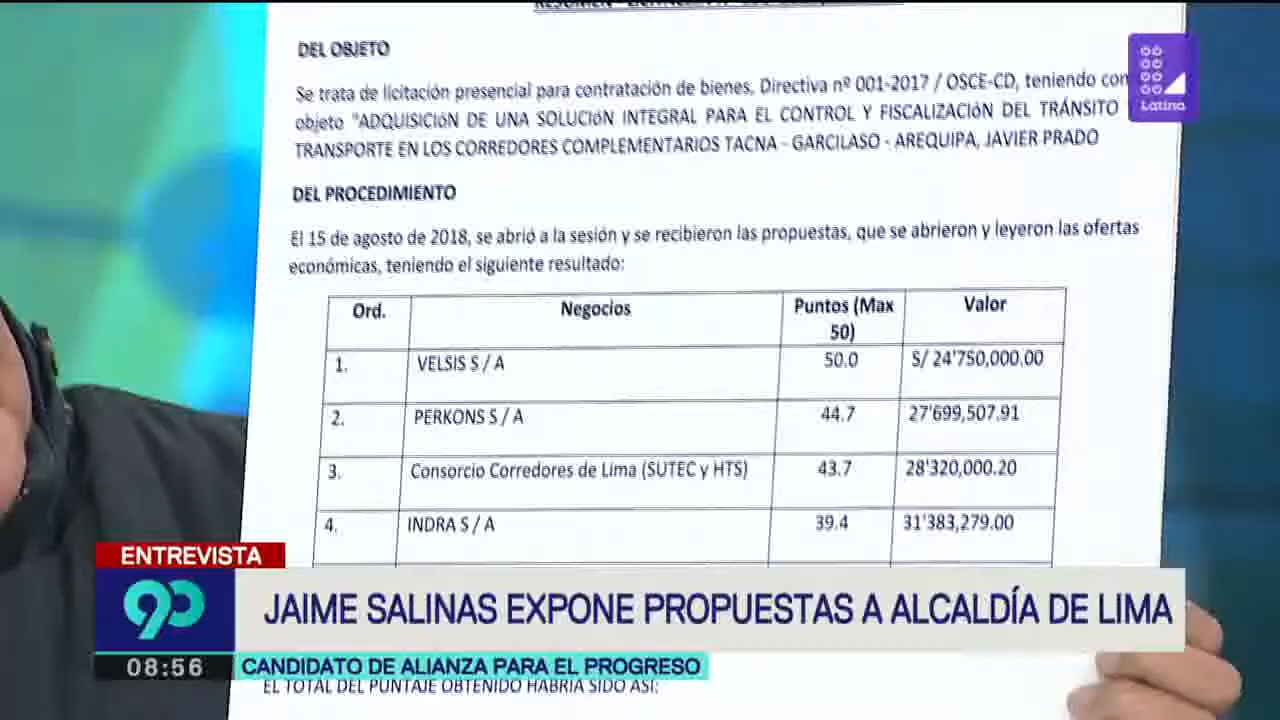 DEL OBJETO
Se trata de licitación presencial para contratación de bienes, Directiva nº 001-2017 / OSCE-CD, teniendo com
objeto "ADQUISICIÓN DE UNA SOLUCIÓN INTEGRAL PARA EL CONTROL Y FISCALIZACIÓN DEL TRÁNSITO
TRANSPORTE EN LOS CORREDORES COMPLEMENTARIOS TACNA - GARCILASO - AREQUIPA, JAVIER PRADO
Latina
DEL PROCEDIMIENTO
El 15 de agosto de 2018, se abrió a la sesión y se recibieron las propuestas, que se abrieron y leyeron las ofertas
económicas, teniendo el siguiente resultado:
Ord. Negocios Puntos (Max 50) Valor
1. VELSIS S / A 50.0 S/ 24'750,000.00
2. PERKONS S / A 44.7 27'699,507.91
3. Consorcio Corredores de Lima (SUTEC y HTS) 43.7 28'320,000.20
4. INDRA S / A 39.4 31'383,279.00
ENTREVISTA
90 JAIME SALINAS EXPONE PROPUESTAS A ALCALDÍA DE LIMA
08:56 CANDIDATO DE ALIANZA PARA EL PROGRESO
EL TOTAL DEL PUNTAJE OBTENIDO HABRÍA SIDO ASÍ: